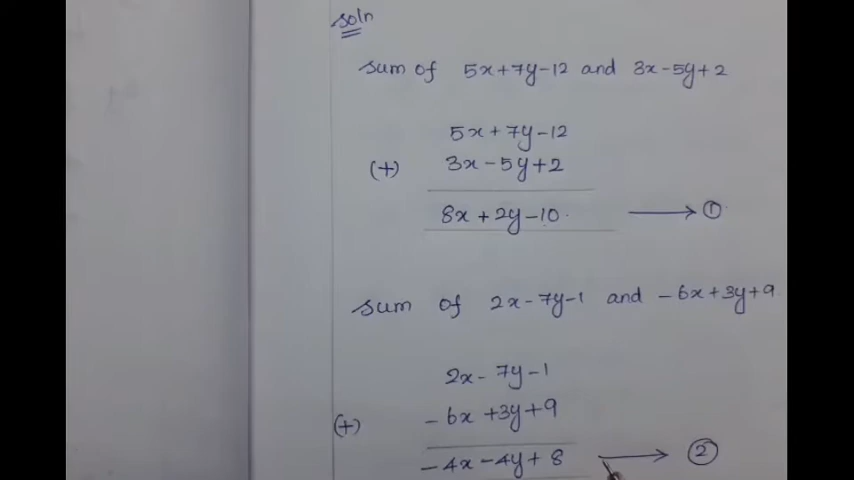 soln
sum of 5x+7y-12 and 3x-5y+2
5x+7y-12
(+) 3x-5y+2
8x+2y-10. → ①
sum of 2x-7y-1 and -6x+3y+9
2x-7y-1
(+) -6x+3y+9
-4x-4y+8 → ②